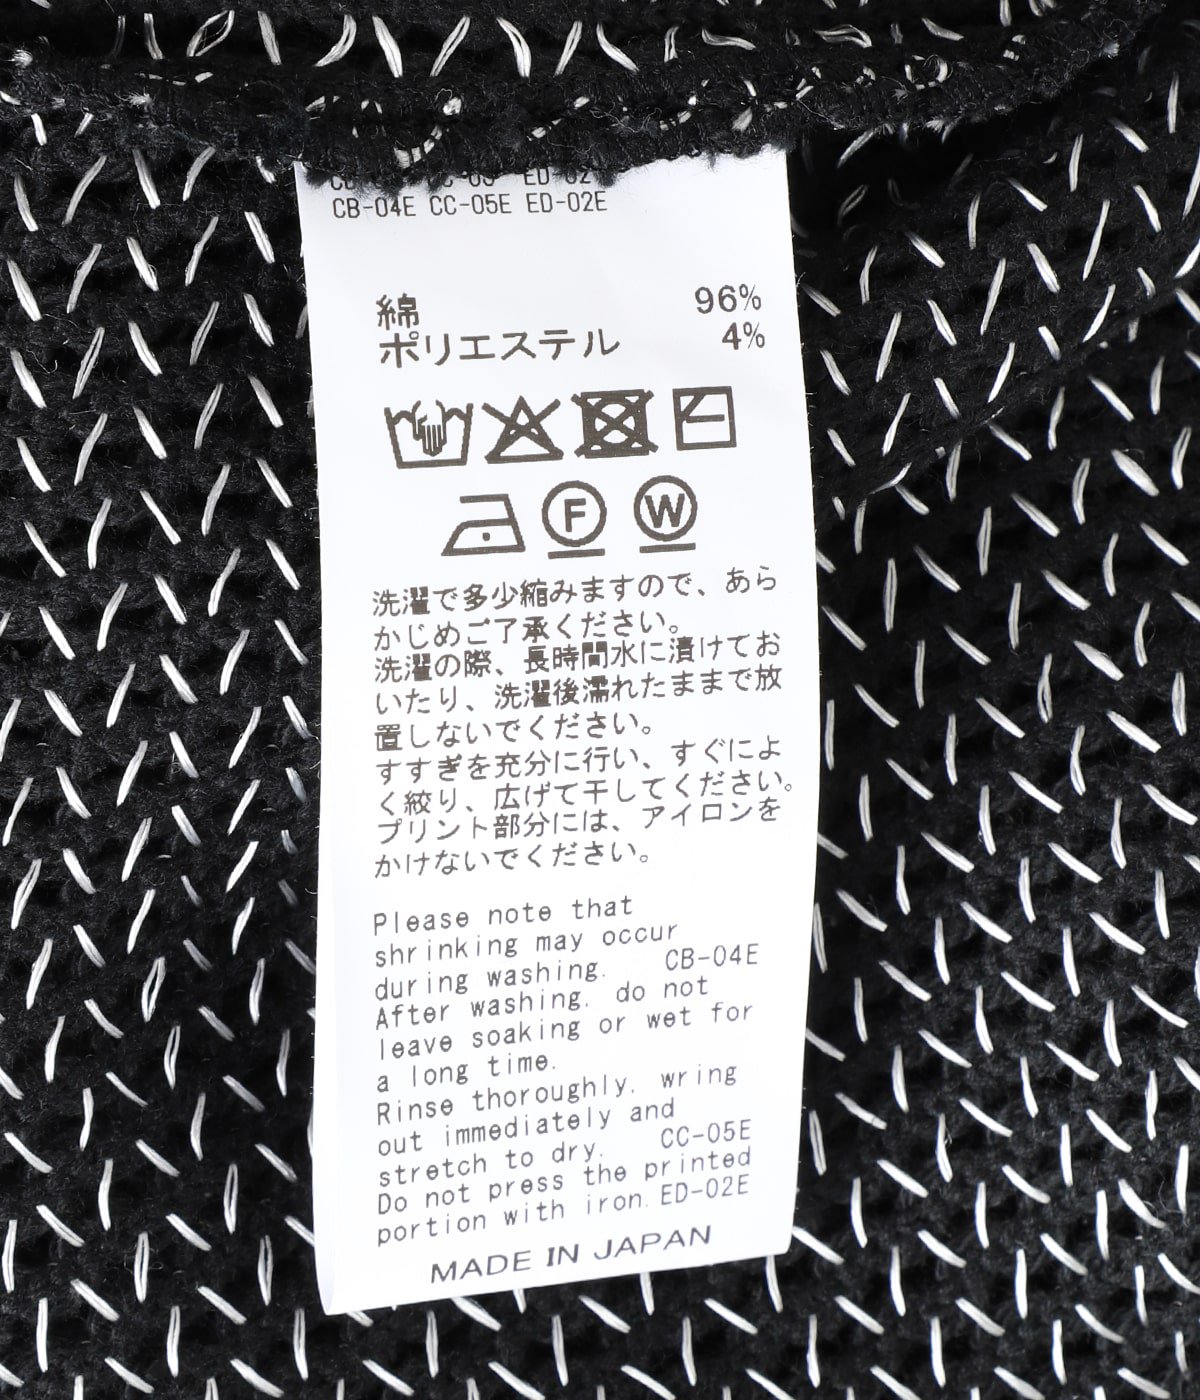 CB-04E CC-05E ED-02E
綿 96%
ポリエステル 4%
F W
洗濯で多少縮みますので、あら
かじめご了承ください。
洗濯の際、長時間水に漬けてお
いたり、洗濯後濡れたままで放
置しないでください。
すすぎを充分に行い、すぐによ
く絞り、広げて干してください。
プリント部分には、アイロンを
かけないでください。
Please note that
shrinking may occur
during washing. CB-04E
After washing, do not
leave soaking or wet for
a long time.
Rinse thoroughly, wring
out immediately and
stretch to dry. CC-05E
Do not press the printed
portion with iron. ED-02E
MADE IN JAPAN